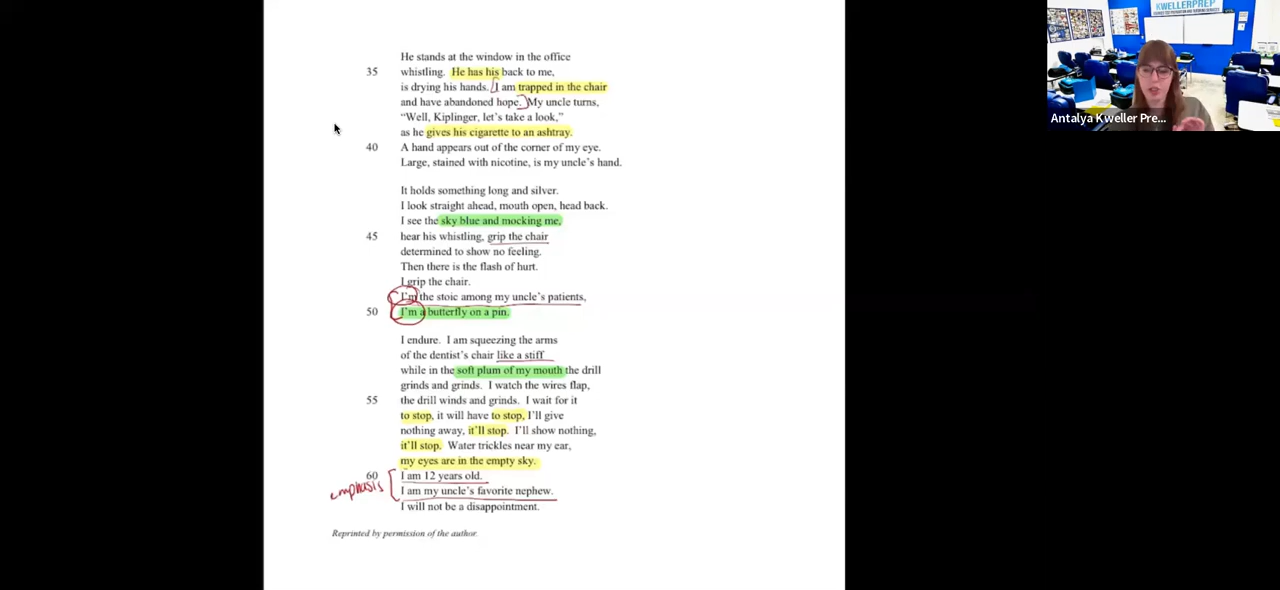 He stands at the window in the office
35 whistling. He has his back to me,
is drying his hands. I am trapped in the chair
and have abandoned hope. My uncle turns,
“Well, Kiplinger, let’s take a look,”
as he gives his cigarette to an ashtray.
40 A hand appears out of the corner of my eye.
Large, stained with nicotine, is my uncle’s hand.
It holds something long and silver.
I look straight ahead, mouth open, head back.
I see the sky blue and mocking me,
45 hear his whistling, grip the chair
determined to show no feeling.
Then there is the flash of hurt.
I grip the chair.
I’m the stoic among my uncle’s patients,
50 I’m a butterfly on a pin.
I endure. I am squeezing the arms
of the dentist’s chair like a stiff
while in the soft plum of my mouth the drill
grinds and grinds. I watch the wires flap,
55 the drill winds and grinds. I wait for it
to stop, it will have to stop, I’ll give
nothing away, it’ll stop. I’ll show nothing,
it’ll stop. Water trickles near my ear,
my eyes are in the empty sky.
60 I am 12 years old.
emphasis I am my uncle’s favorite nephew.
I will not be a disappointment.
Reprinted by permission of the author.
KWELLERPREP
Antalya Kweller Pre...